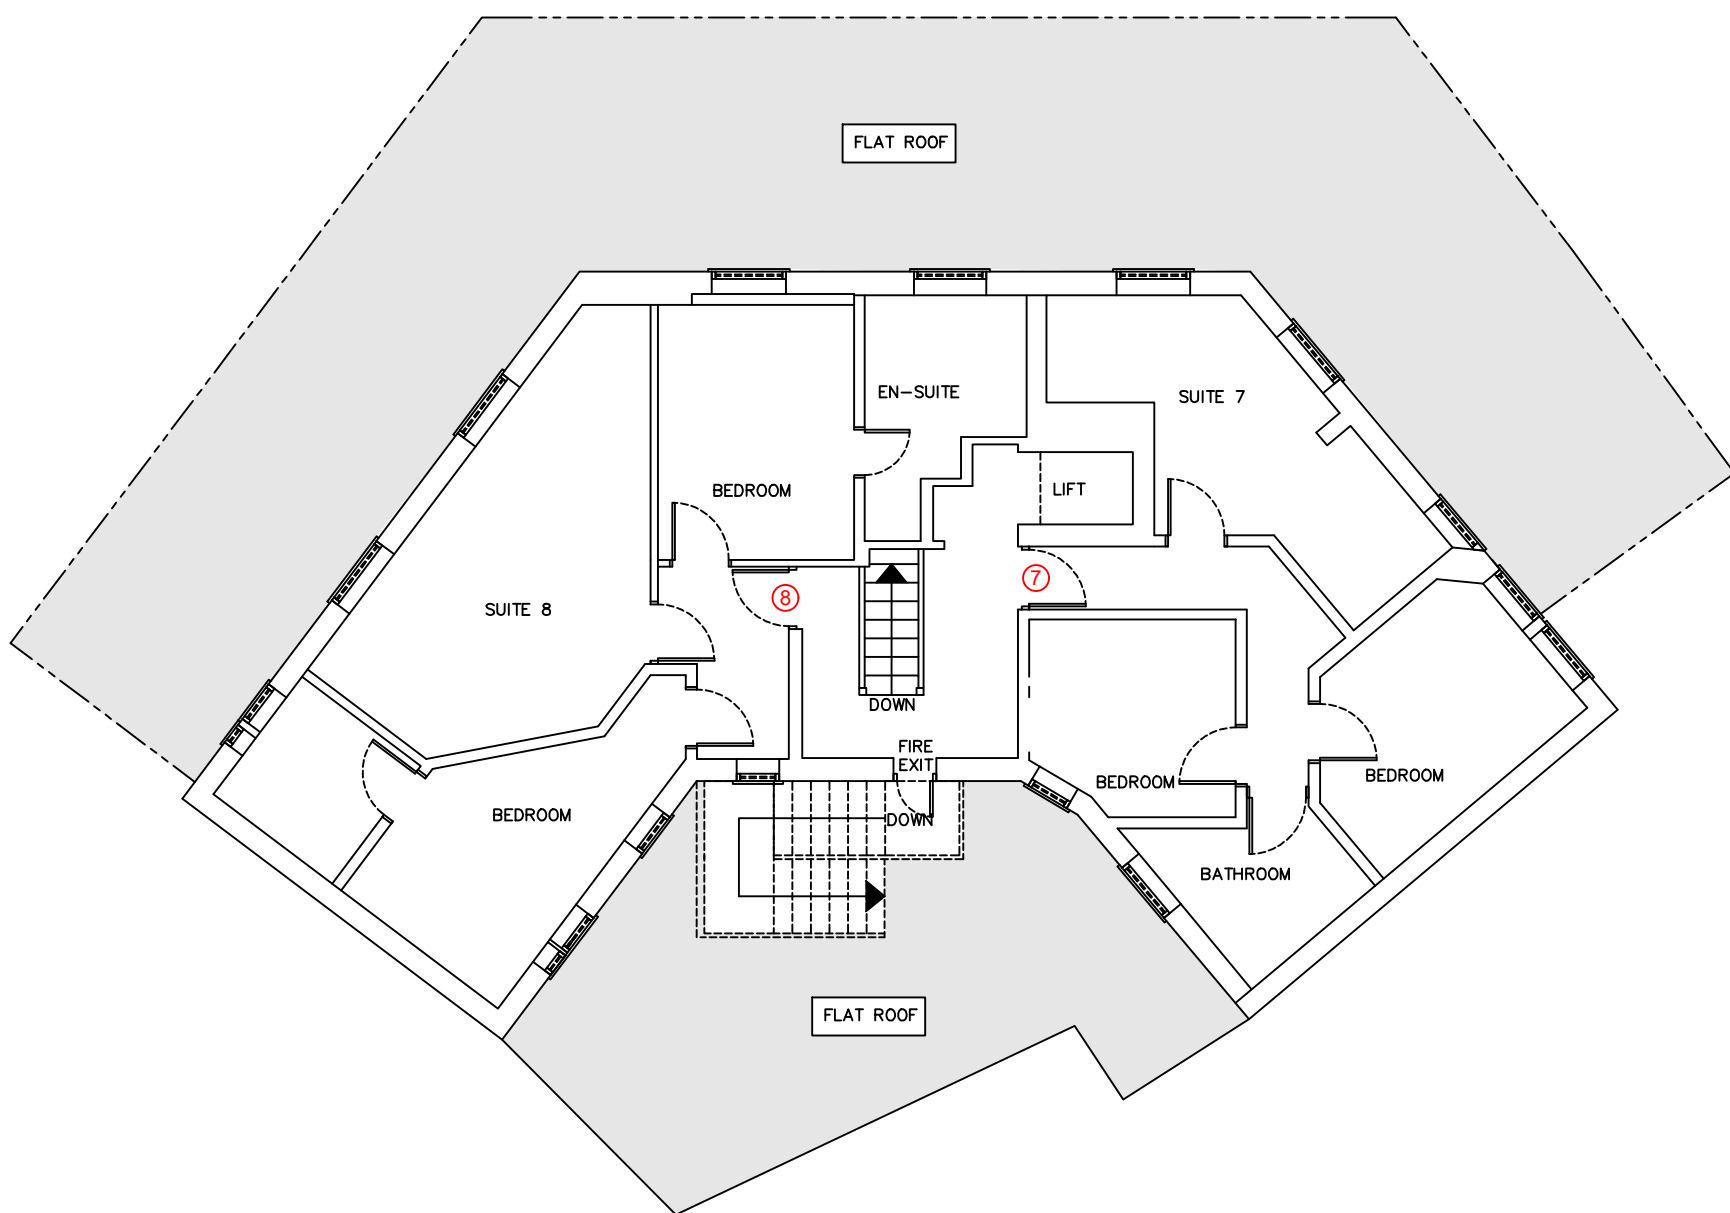 FLAT ROOF
EN-SUITE
SUITE 7
BEDROOM
LIFT
7
8
SUITE 8
DOWN
FIRE
EXIT
BEDROOM
BEDROOM
BEDROOM
DOWN
BATHROOM
FLAT ROOF